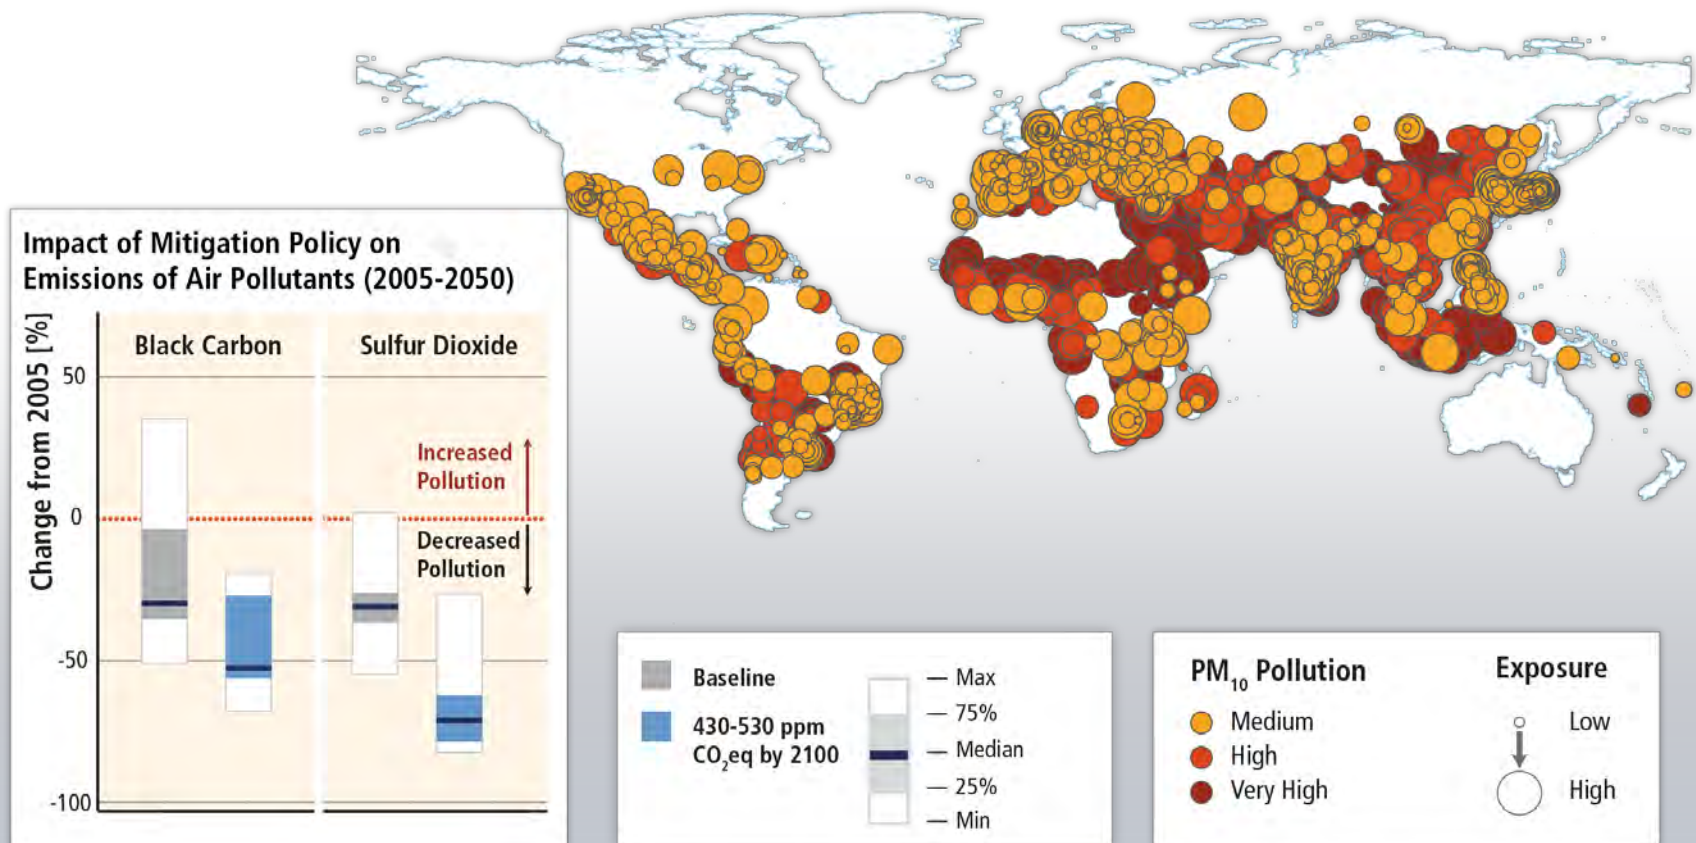 Impact of Mitigation Policy on
Emissions of Air Pollutants (2005-2050)
Change from 2005 [%]
Black Carbon
Sulfur Dioxide
50
0
-50
-100
Increased
Pollution
Decreased
Pollution
Baseline
430-530 ppm
CO₂eq by 2100
Max
75%
Median
25%
Min
PM₁₀ Pollution
Medium
High
Very High
Exposure
Low
High